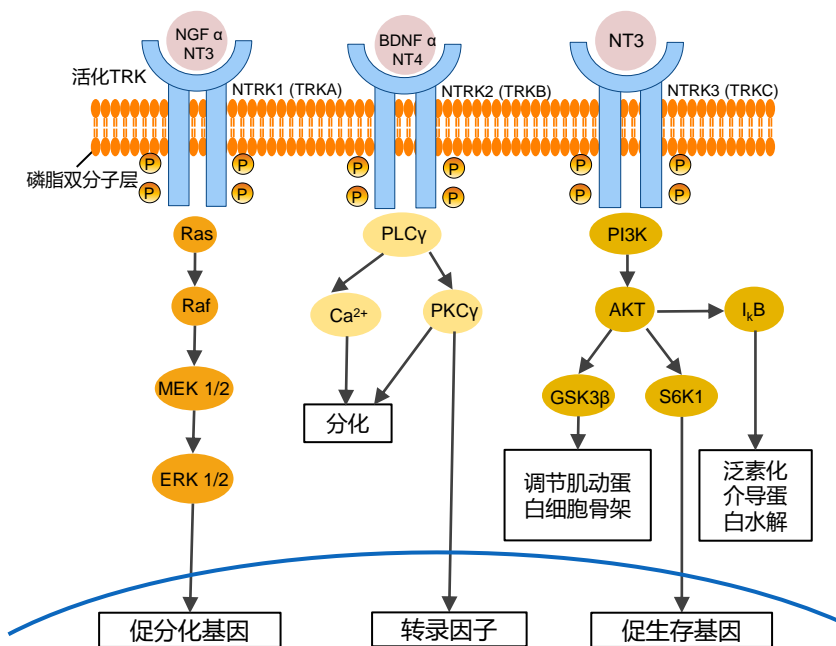 NGF α
NT3
BDNF α
NT4
NT3
活化TRK
NTRK1 (TRKA)
NTRK2 (TRKB)
NTRK3 (TRKC)
磷脂双分子层
P
P
P
P
P
P
P
P
P
P
P
P
Ras
PLCγ
PI3K
Raf
Ca²⁺
PKCγ
AKT
IₖB
MEK 1/2
GSK3β
S6K1
分化
ERK 1/2
调节肌动蛋
白细胞骨架
泛素化
介导蛋
白水解
促分化基因
转录因子
促生存基因